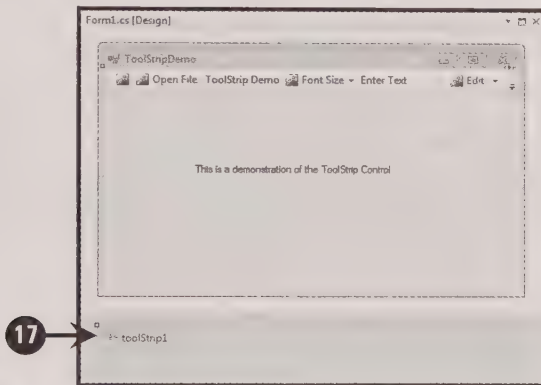 Form1.cs [Design]
ToolStripDemo
Open File ToolStrip Demo Font Size Enter Text Edit
This is a demonstration of the ToolStrip Control
17
toolStrip1